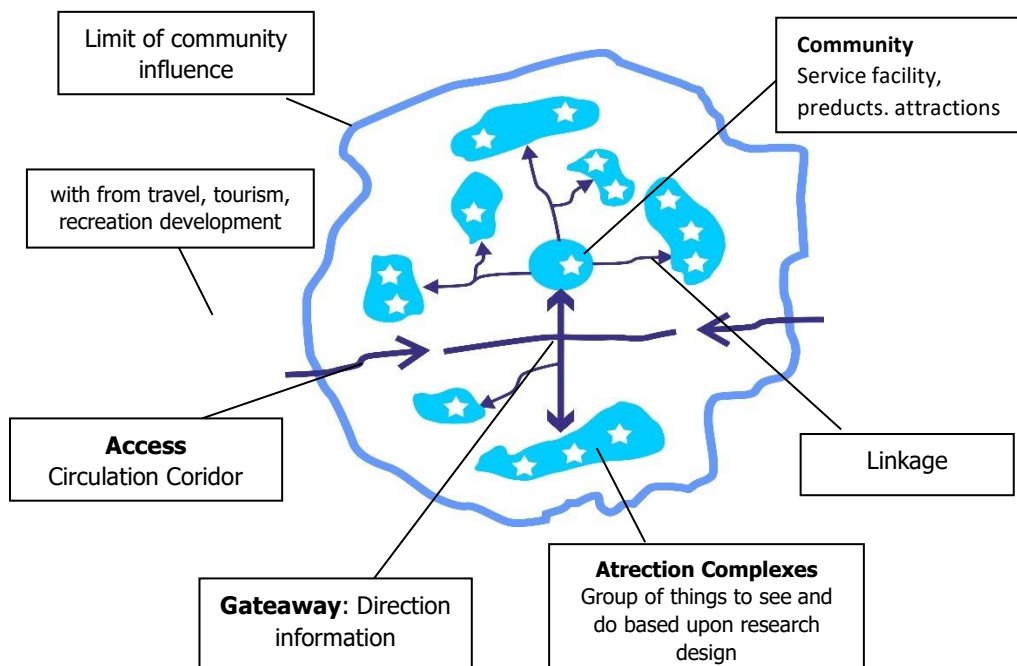 Limit of community
influence
Community
Service facility,
preducts. attractions
with from travel, tourism,
recreation development
Access
Circulation Coridor
Linkage
Gateaway: Direction
information
Atrection Complexes
Group of things to see and
do based upon research
design